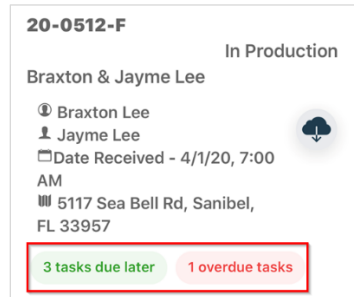 20-0512-F
In Production
Braxton & Jayme Lee
Braxton Lee
Jayme Lee
Date Received - 4/1/20, 7:00
AM
5117 Sea Bell Rd, Sanibel,
FL 33957
3 tasks due later 1 overdue tasks